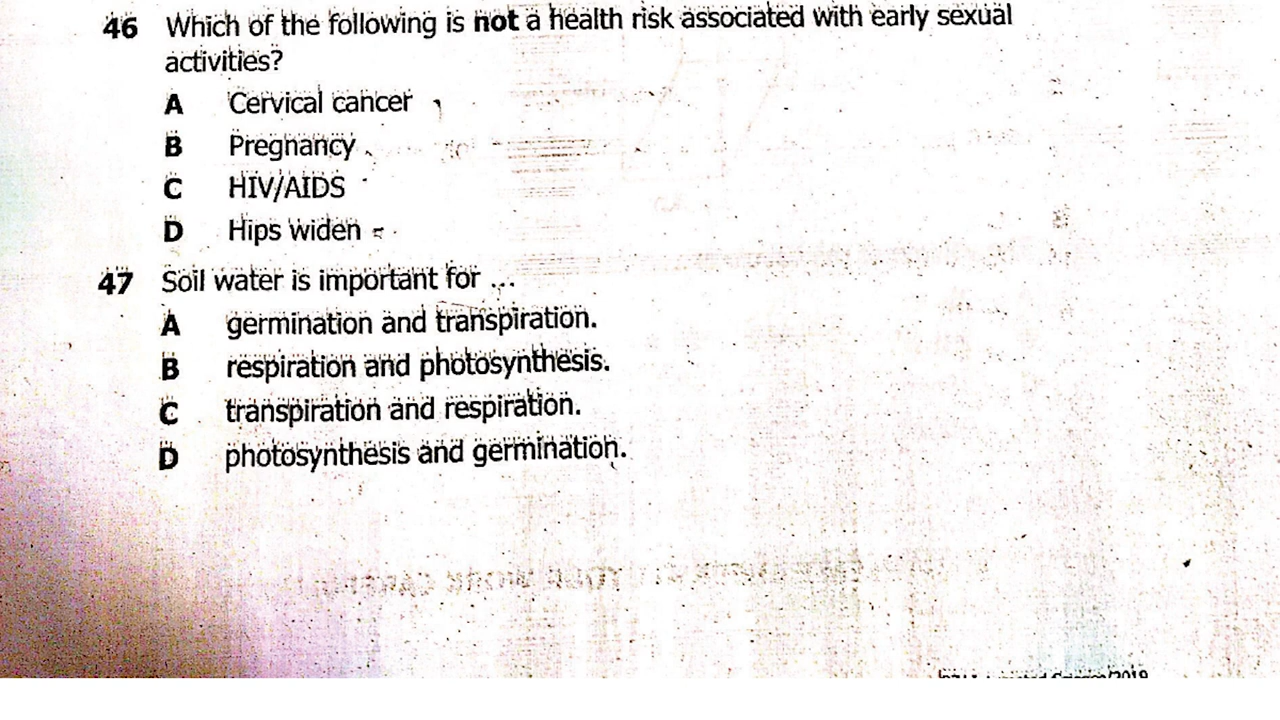 46 Which of the following is not a health risk associated with early sexual
activities?
A Cervical cancer
B Pregnancy
C HIV/AIDS
D Hips widen
47 Soil water is important for ...
A germination and transpiration.
B respiration and photosynthesis.
C transpiration and respiration.
D photosynthesis and germination.
2019